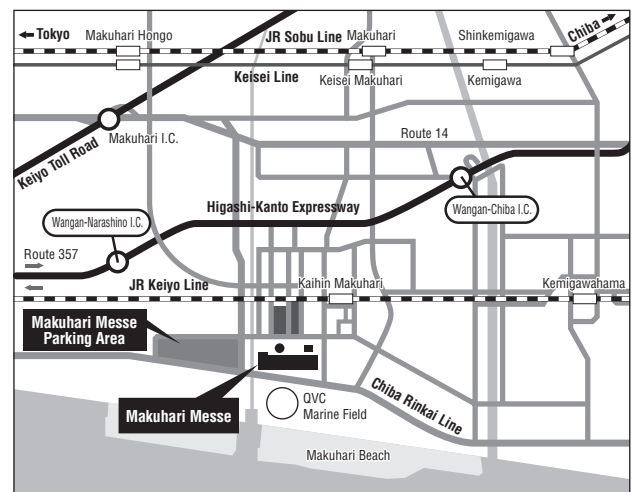 ← Tokyo
Makuhari Hongo
JR Sobu Line
Makuhari
Shinkemigawa
Chiba →
Keisei Line
Keisei Makuhari
Kemigawa
Makuhari I.C.
Keiyo Toll Road
Route 14
Wangan-Narashino I.C.
Higashi-Kanto Expressway
Wangan-Chiba I.C.
Route 357
JR Keiyo Line
Kaihin Makuhari
Kemigawahama
Makuhari Messe
Parking Area
Makuhari Messe
QVC
Marine Field
Chiba Rinkai Line
Makuhari Beach